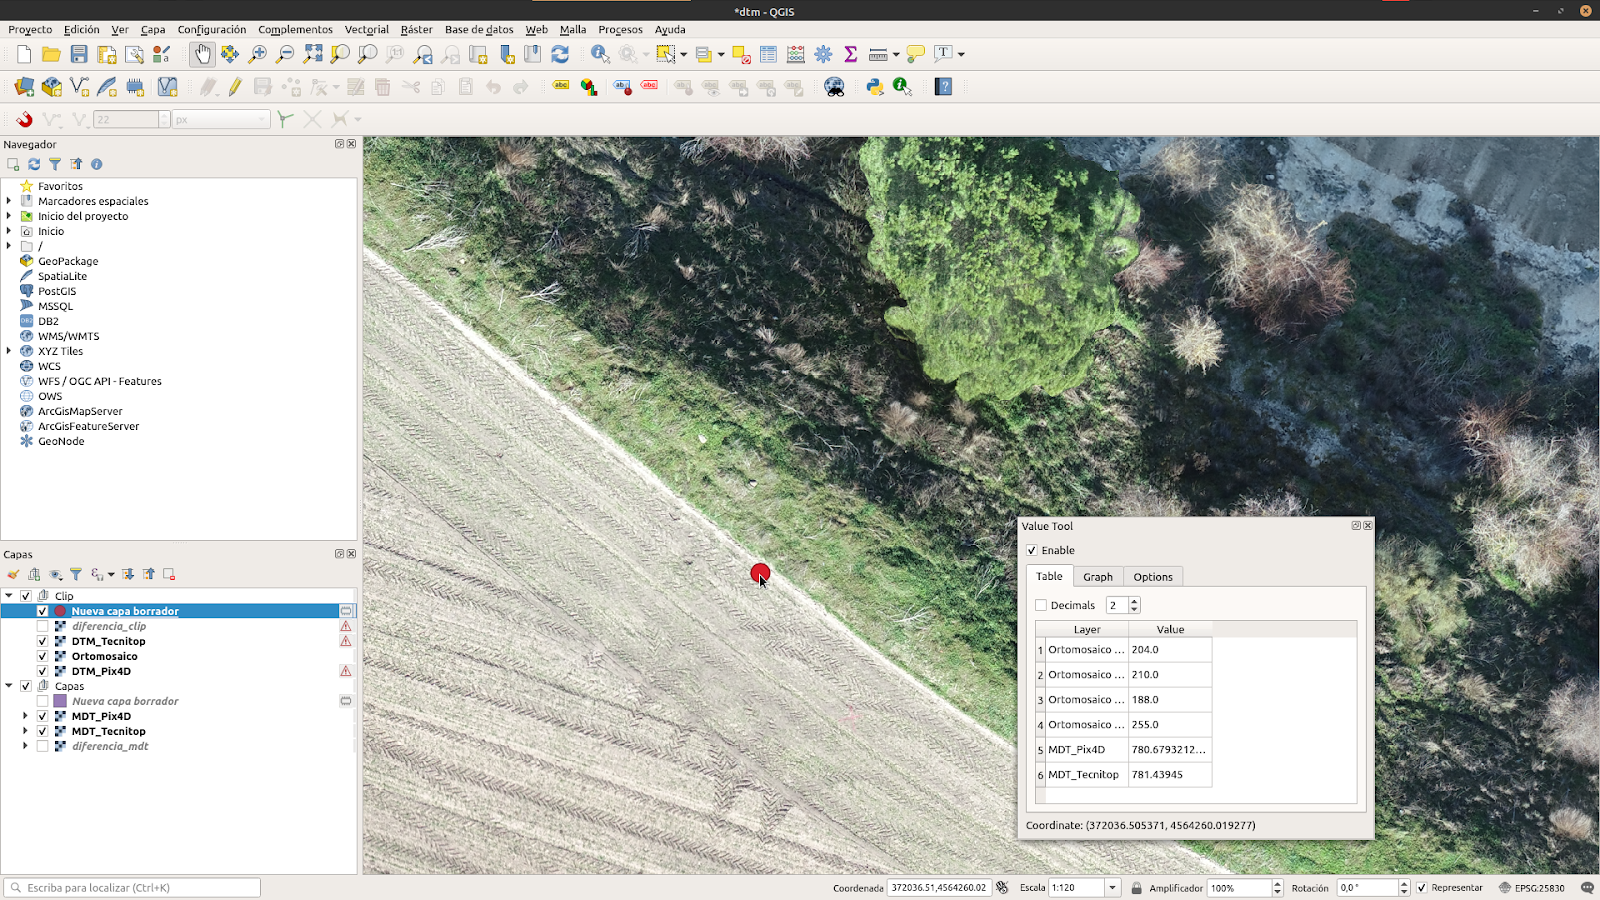 *dtm - QGIS
Proyecto Edición Ver Capa Configuración Complementos Vectorial Ráster Base de datos Web Malla Procesos Ayuda
22 px
Navegador
Favoritos
Marcadores espaciales
Inicio del proyecto
Inicio
/
GeoPackage
SpatiaLite
PostGIS
MSSQL
DB2
WMS/WMTS
XYZ Tiles
WCS
WFS / OGC API - Features
OWS
ArcGisMapServer
ArcGisFeatureServer
GeoNode
Capas
Clip
Nueva capa borrador
diferencia_clip
DTM_Tecnitop
Ortomosaico
DTM_Pix4D
Capas
Nueva capa borrador
MDT_Pix4D
MDT_Tecnitop
diferencia_mdt
Value Tool
Enable
Table Graph Options
Decimals 2
Layer Value
1 Ortomosaico ... 204.0
2 Ortomosaico ... 210.0
3 Ortomosaico ... 188.0
4 Ortomosaico ... 255.0
5 MDT_Pix4D 780.6793212...
6 MDT_Tecnitop 781.43945
Coordinate: (372036.505371, 4564260.019277)
Escriba para localizar (Ctrl+K) Coordenada 372036.51,4564260.02 Escala 1:120 Amplificador 100% Rotación 0,0 ° Representar EPSG:25830